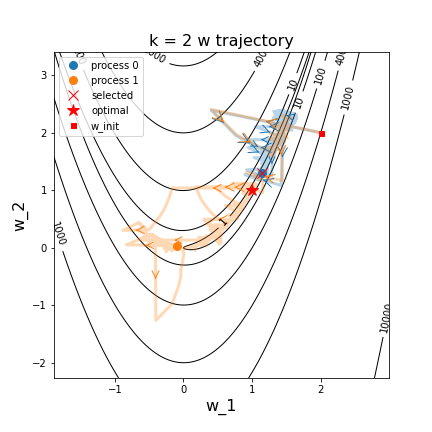 k = 2 w trajectory
process 0
process 1
selected
optimal
w_init
w_2
3
2
1
0
−1
−2
−1
0
1
2
w_1
400
10
10
100
400
1000
1000
10000
1